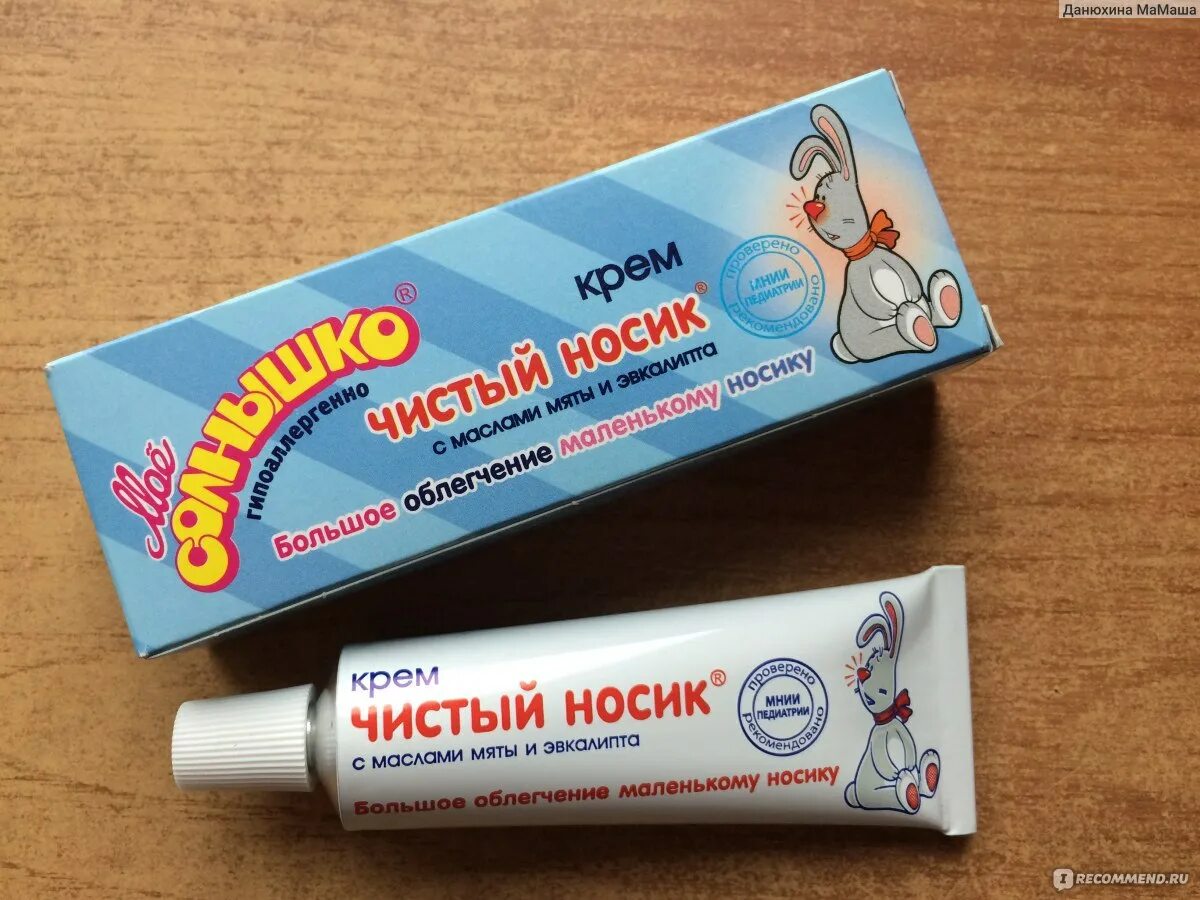 Данюхина МаМаша
Моё
СОЛНЫШКО®
гипоаллергенно
крем
ЧИСТЫЙ НОСИК®
с маслами мяты и эвкалипта
Большое облегчение маленькому носику
проверено
МНИИ
ПЕДИАТРИИ
рекомендовано
крем
ЧИСТЫЙ НОСИК®
с маслами мяты и эвкалипта
Большое облегчение маленькому носику
проверено
МНИИ
ПЕДИАТРИИ
рекомендовано
IRECOMMEND.RU